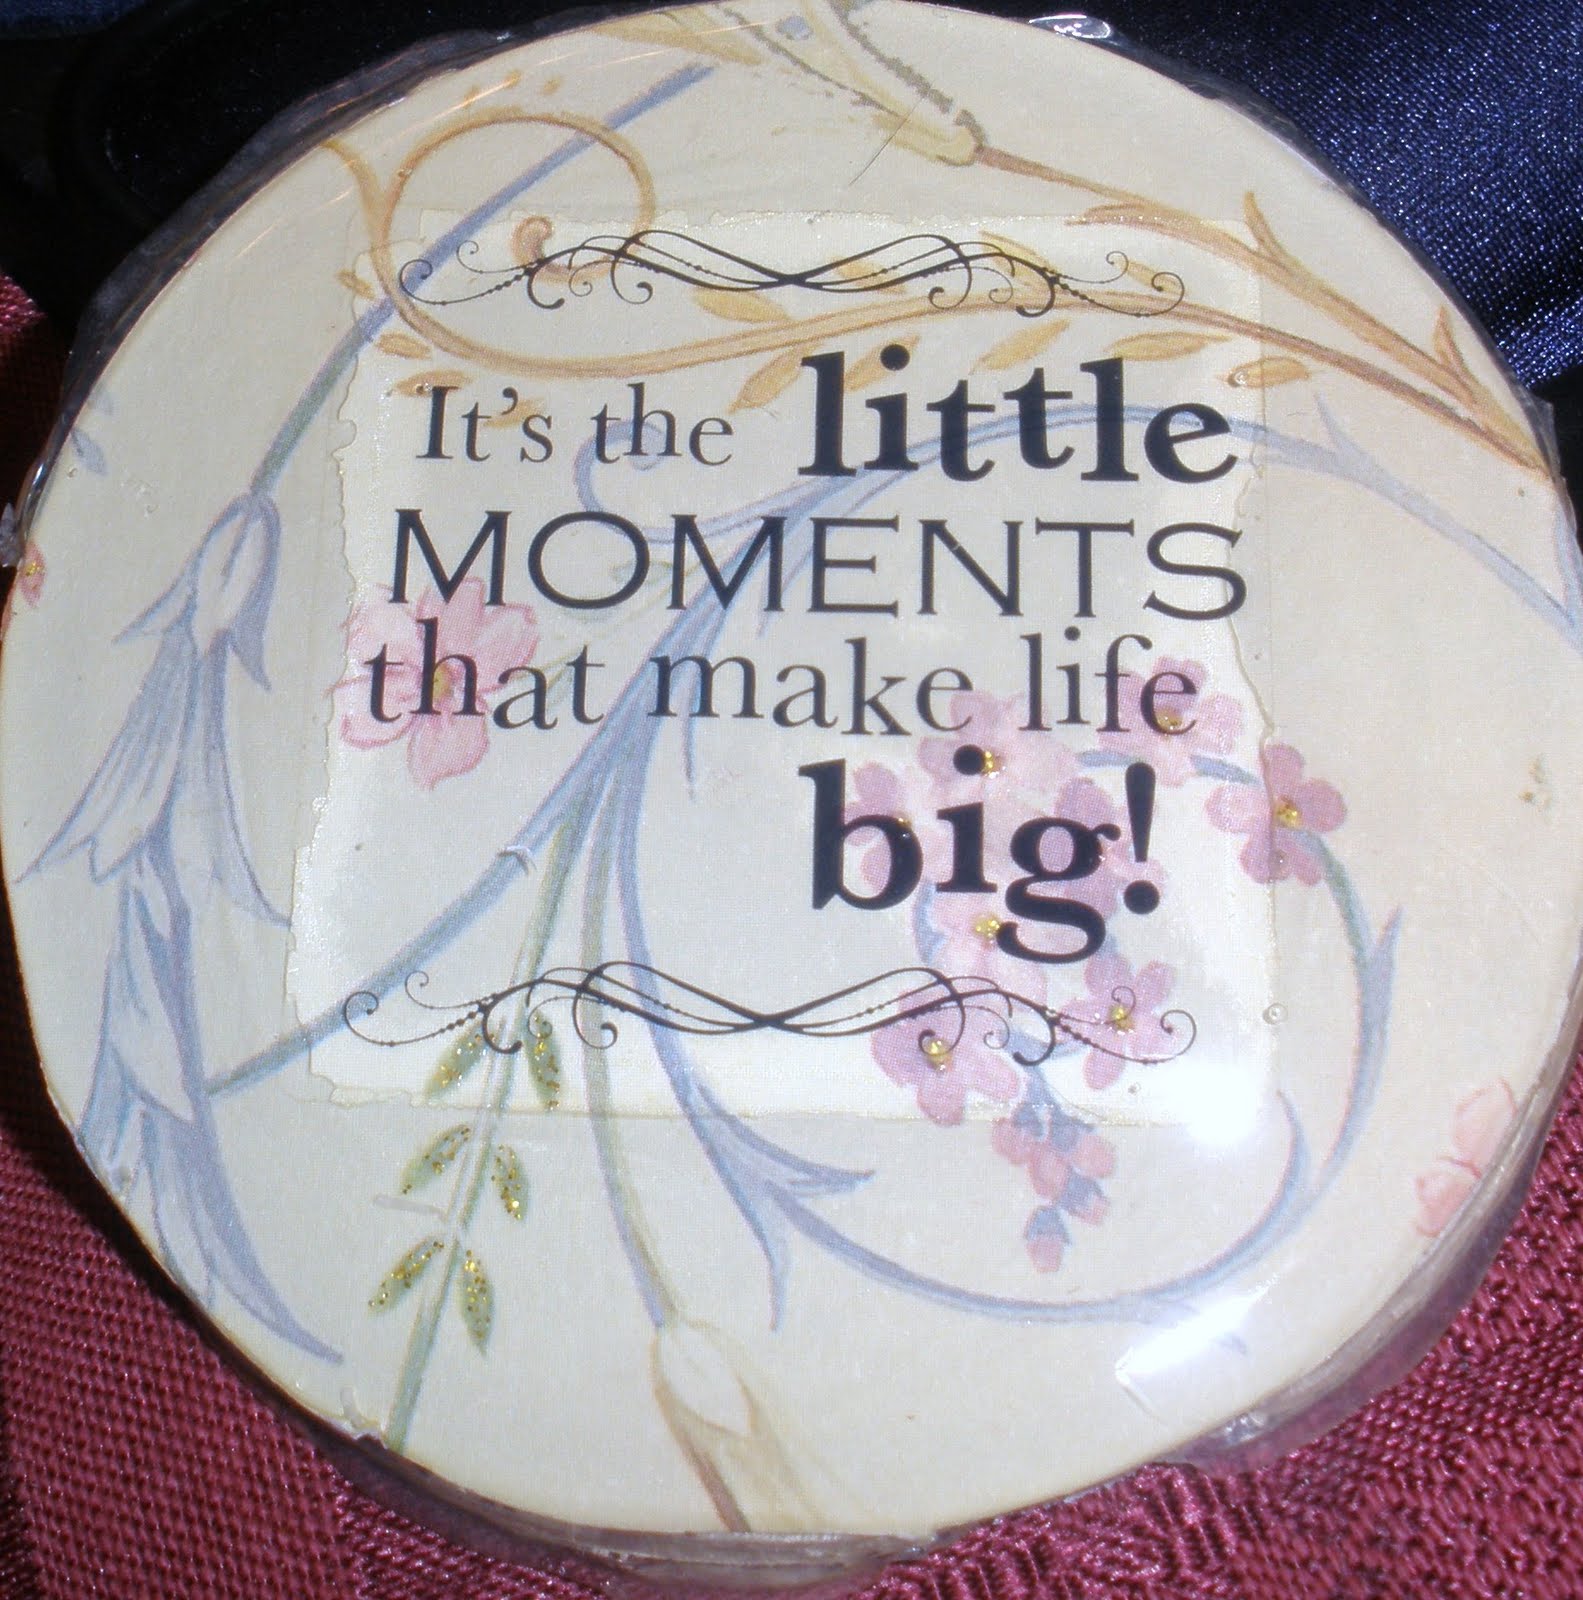 It's the little
MOMENTS
that make life
big!